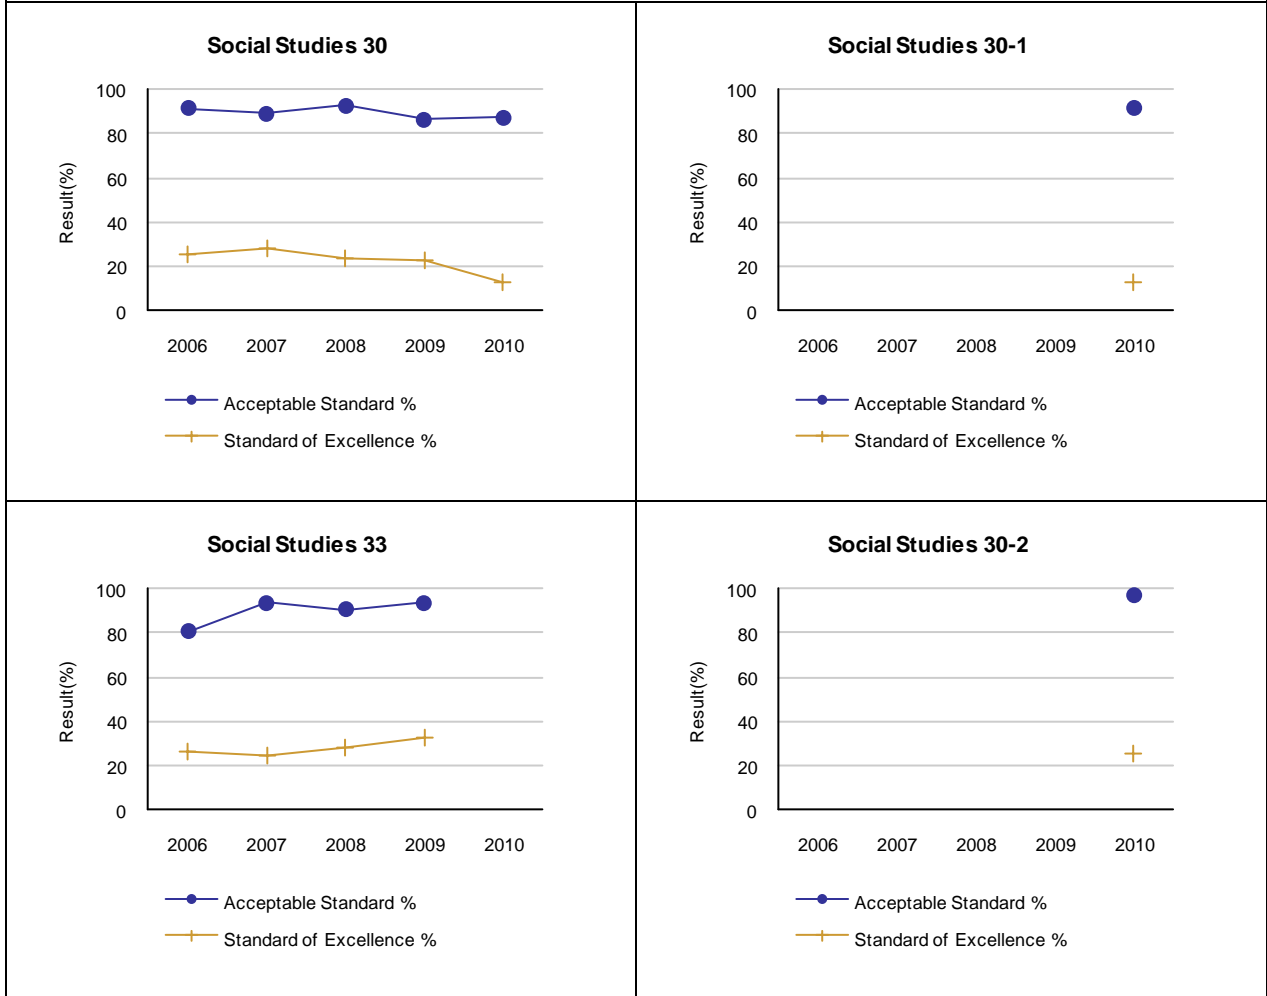 Social Studies 30
100
80
60
40
20
0
Result(%)
2006 2007 2008 2009 2010
Acceptable Standard %
Standard of Excellence %
Social Studies 30-1
100
80
60
40
20
0
Result(%)
2006 2007 2008 2009 2010
Acceptable Standard %
Standard of Excellence %
Social Studies 33
100
80
60
40
20
0
Result(%)
2006 2007 2008 2009 2010
Acceptable Standard %
Standard of Excellence %
Social Studies 30-2
100
80
60
40
20
0
Result(%)
2006 2007 2008 2009 2010
Acceptable Standard %
Standard of Excellence %